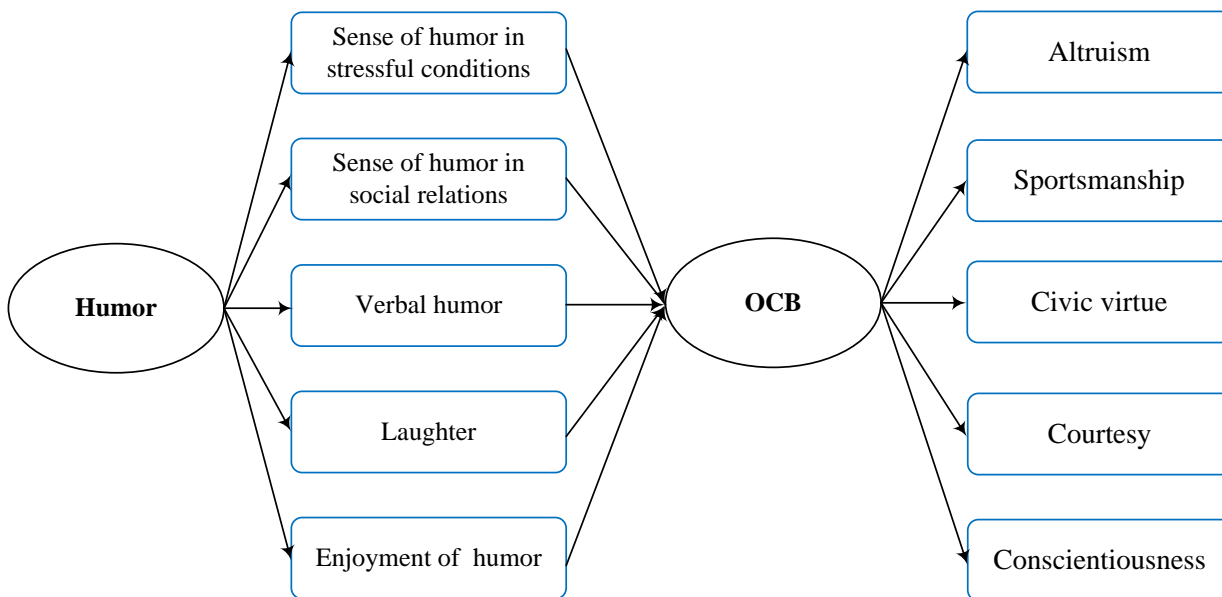 Humor
Sense of humor in
stressful conditions
Sense of humor in
social relations
Verbal humor
Laughter
Enjoyment of humor
OCB
Altruism
Sportsmanship
Civic virtue
Courtesy
Conscientiousness